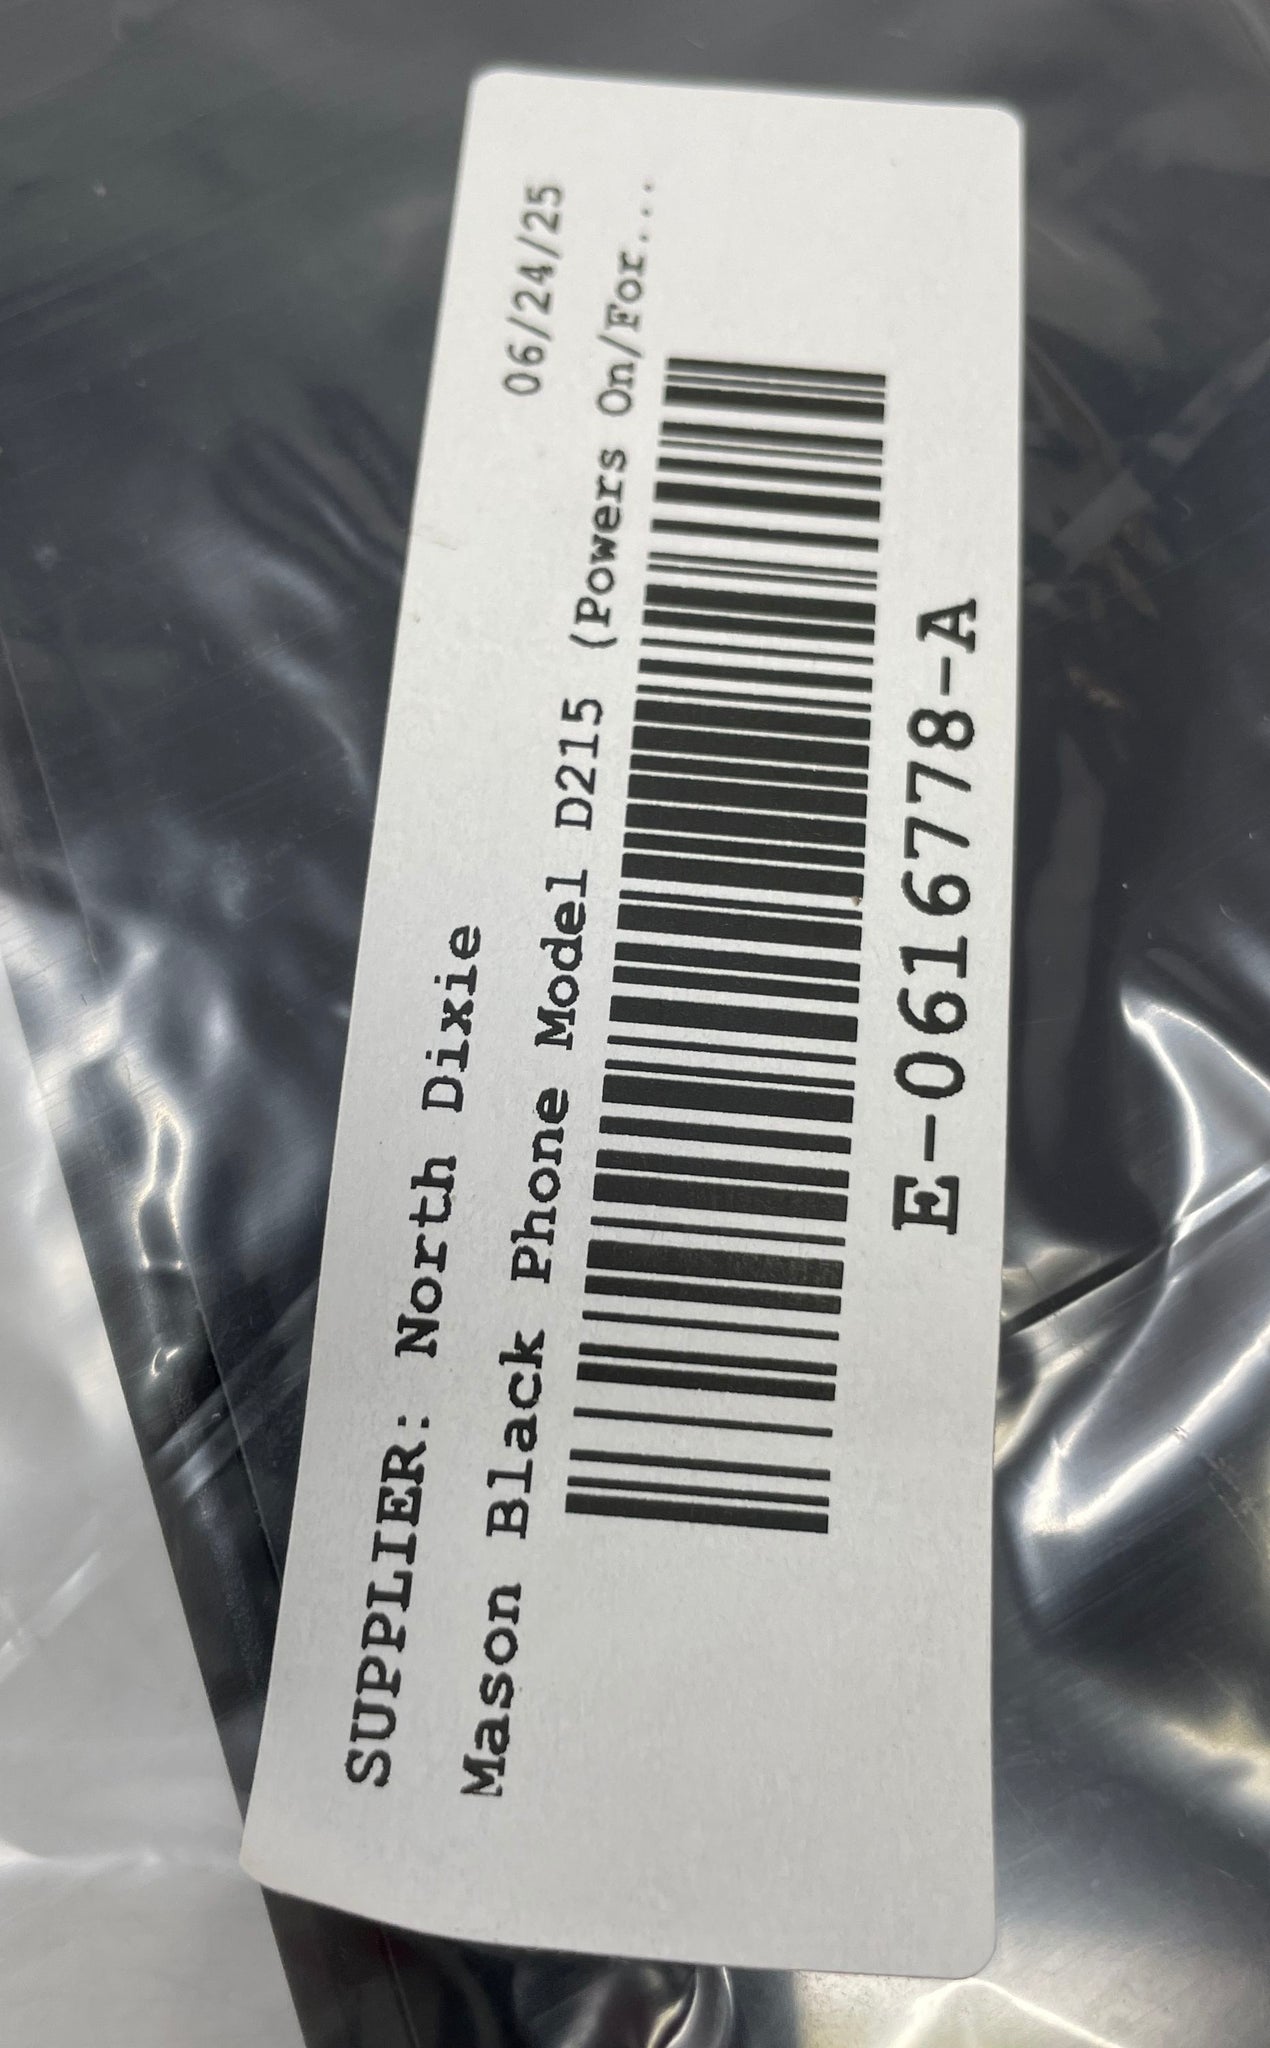 SUPPLIER: North Dixie 06/24/25
Mason Black Phone Model D215 (Powers On/For...
E-0616778-A